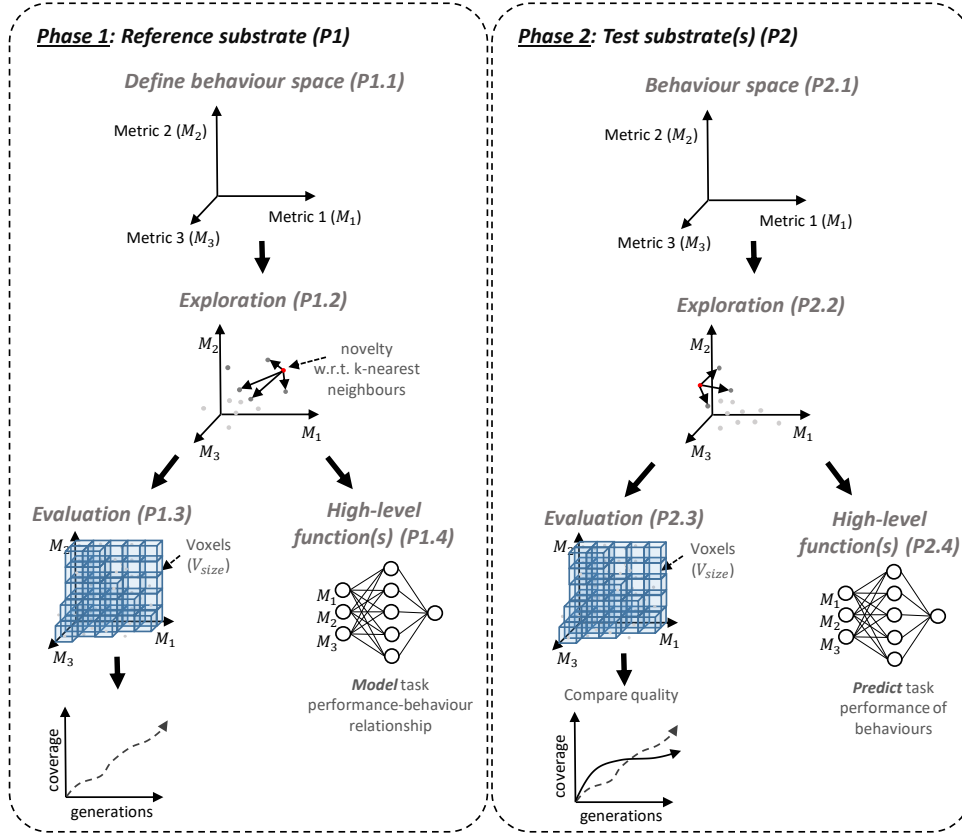 Phase 1: Reference substrate (P1)
Define behaviour space (P1.1)
Metric 2 (M₂)
Metric 1 (M₁)
Metric 3 (M₃)
Exploration (P1.2)
M₂
novelty
w.r.t. k-nearest
neighbours
M₁
M₃
Evaluation (P1.3)
M₂
Voxels
(V_size)
M₁
M₃
coverage
generations
High-level
function(s) (P1.4)
M₁
M₂
M₃
Model task
performance-behaviour
relationship
Phase 2: Test substrate(s) (P2)
Behaviour space (P2.1)
Metric 2 (M₂)
Metric 1 (M₁)
Metric 3 (M₃)
Exploration (P2.2)
M₂
M₁
M₃
Evaluation (P2.3)
M₂
Voxels
(V_size)
M₁
M₃
Compare quality
coverage
generations
High-level
function(s) (P2.4)
M₁
M₂
M₃
Predict task
performance of
behaviours